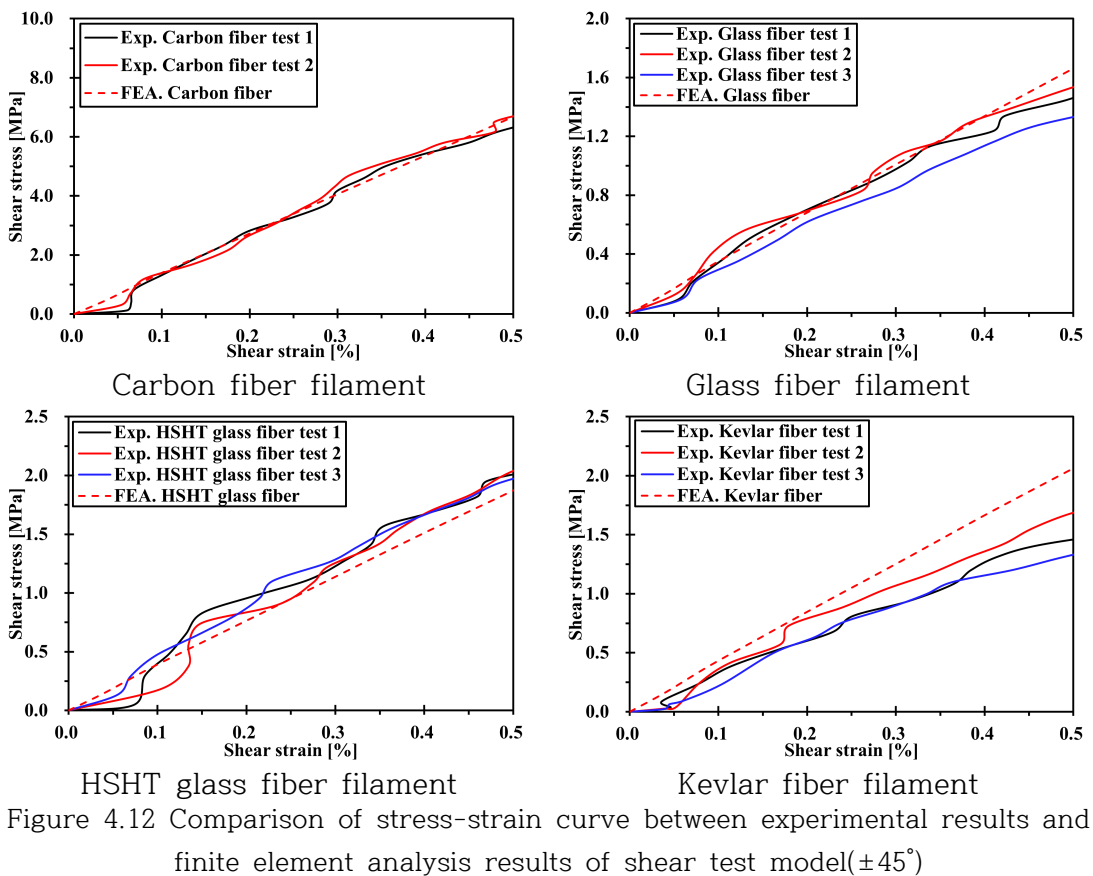 10.0
8.0
6.0
4.0
2.0
0.0
Shear stress [MPa]
Exp. Carbon fiber test 1
Exp. Carbon fiber test 2
FEA. Carbon fiber
0.0 0.1 0.2 0.3 0.4 0.5
Shear strain [%]
Carbon fiber filament
2.0
1.6
1.2
0.8
0.4
0.0
Shear stress [MPa]
Exp. Glass fiber test 1
Exp. Glass fiber test 2
Exp. Glass fiber test 3
FEA. Glass fiber
0.0 0.1 0.2 0.3 0.4 0.5
Shear strain [%]
Glass fiber filament
2.5
2.0
1.5
1.0
0.5
0.0
Shear stress [MPa]
Exp. HSHT glass fiber test 1
Exp. HSHT glass fiber test 2
Exp. HSHT glass fiber test 3
FEA. HSHT glass fiber
0.0 0.1 0.2 0.3 0.4 0.5
Shear strain [%]
HSHT glass fiber filament
2.5
2.0
1.5
1.0
0.5
0.0
Shear stress [MPa]
Exp. Kevlar fiber test 1
Exp. Kevlar fiber test 2
Exp. Kevlar fiber test 3
FEA. Kevlar fiber
0.0 0.1 0.2 0.3 0.4 0.5
Shear strain [%]
Kevlar fiber filament
Figure 4.12 Comparison of stress-strain curve between experimental results and
finite element analysis results of shear test model(±45°)